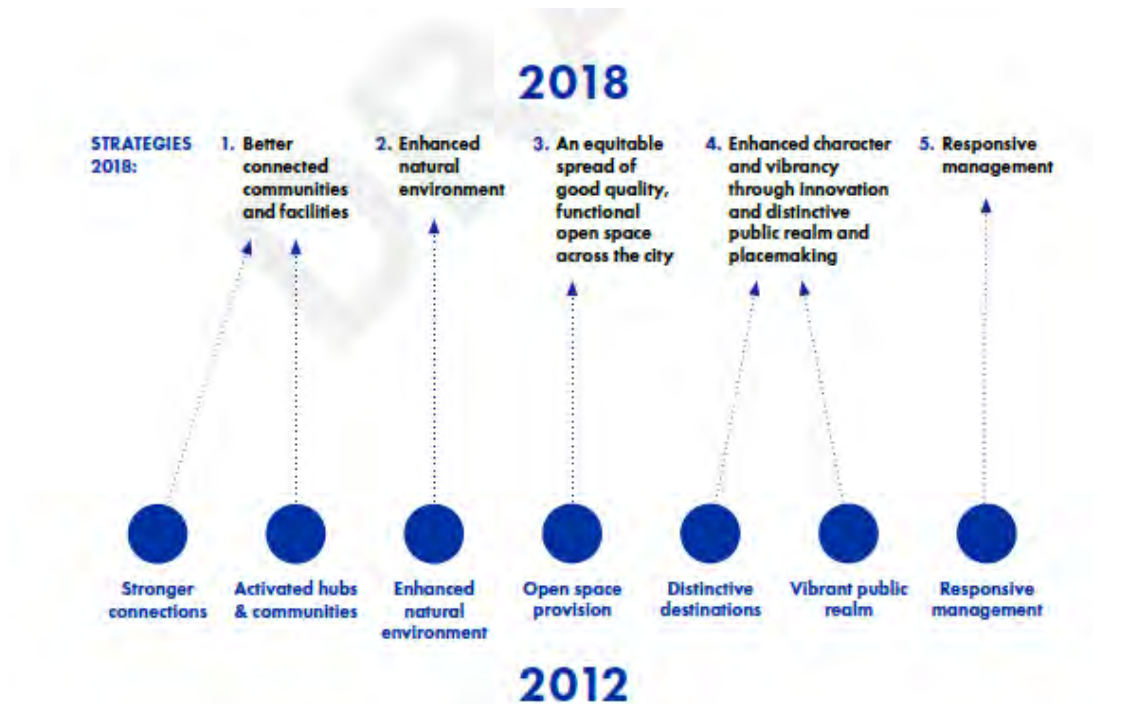 2018
STRATEGIES
2018:
1. Better
connected
communities
and facilities
2. Enhanced
natural
environment
3. An equitable
spread of
good quality,
functional
open space
across the city
4. Enhanced character
and vibrancy
through innovation
and distinctive
public realm and
placemaking
5. Responsive
management
Stronger
connections
Activated hubs
& communities
Enhanced
natural
environment
Open space
provision
Distinctive
destinations
Vibrant public
realm
Responsive
management
2012